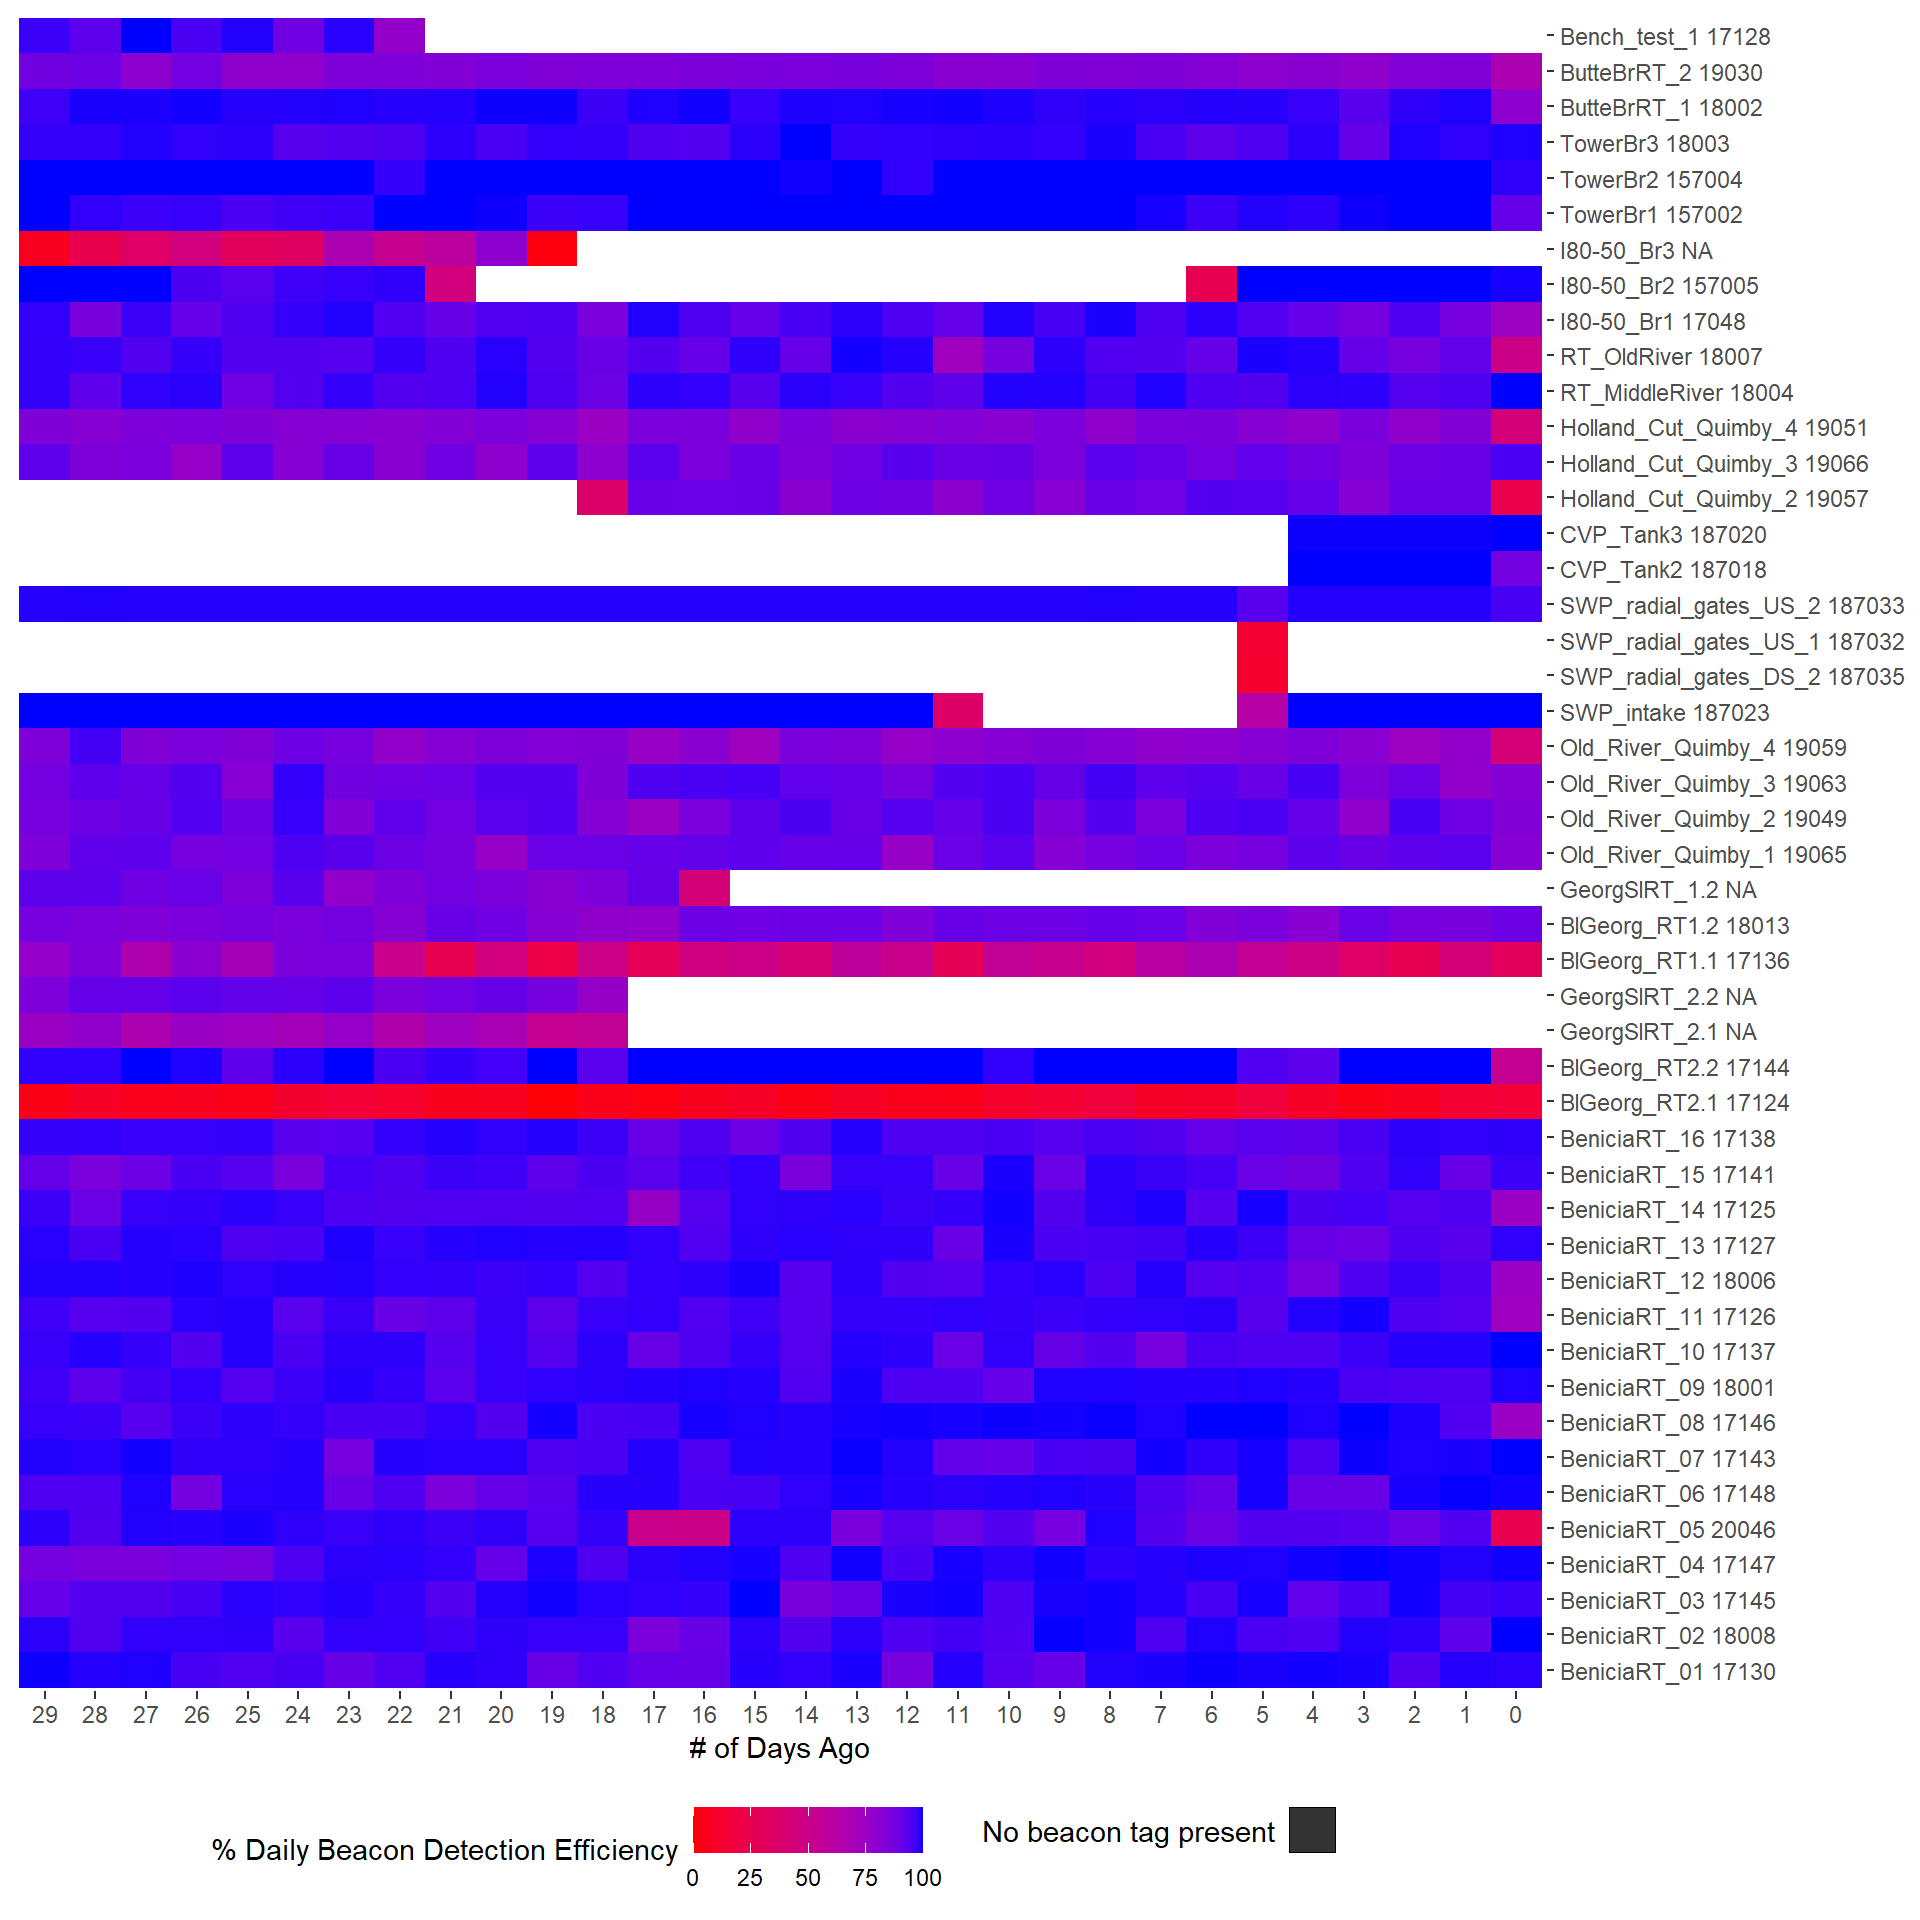 Bench_test_1 17128
ButteBrRT_2 19030
ButteBrRT_1 18002
TowerBr3 18003
TowerBr2 157004
TowerBr1 157002
I80-50_Br3 NA
I80-50_Br2 157005
I80-50_Br1 17048
RT_OldRiver 18007
RT_MiddleRiver 18004
Holland_Cut_Quimby_4 19051
Holland_Cut_Quimby_3 19066
Holland_Cut_Quimby_2 19057
CVP_Tank3 187020
CVP_Tank2 187018
SWP_radial_gates_US_2 187033
SWP_radial_gates_US_1 187032
SWP_radial_gates_DS_2 187035
SWP_intake 187023
Old_River_Quimby_4 19059
Old_River_Quimby_3 19063
Old_River_Quimby_2 19049
Old_River_Quimby_1 19065
GeorgSlRT_1.2 NA
BlGeorg_RT1.2 18013
BlGeorg_RT1.1 17136
GeorgSlRT_2.2 NA
GeorgSlRT_2.1 NA
BlGeorg_RT2.2 17144
BlGeorg_RT2.1 17124
BeniciaRT_16 17138
BeniciaRT_15 17141
BeniciaRT_14 17125
BeniciaRT_13 17127
BeniciaRT_12 18006
BeniciaRT_11 17126
BeniciaRT_10 17137
BeniciaRT_09 18001
BeniciaRT_08 17146
BeniciaRT_07 17143
BeniciaRT_06 17148
BeniciaRT_05 20046
BeniciaRT_04 17147
BeniciaRT_03 17145
BeniciaRT_02 18008
BeniciaRT_01 17130
29 28 27 26 25 24 23 22 21 20 19 18 17 16 15 14 13 12 11 10 9 8 7 6 5 4 3 2 1 0
# of Days Ago
% Daily Beacon Detection Efficiency
0 25 50 75 100
No beacon tag present